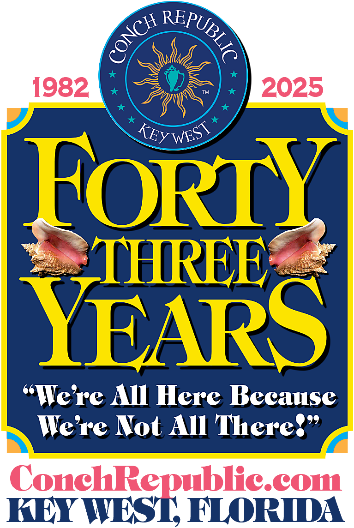 CONCH REPUBLIC
KEY WEST
™
1982 2025
FORTY
THREE
YEARS
“We’re All Here Because
We’re Not All There!”
ConchRepublic.com
KEY WEST, FLORIDA